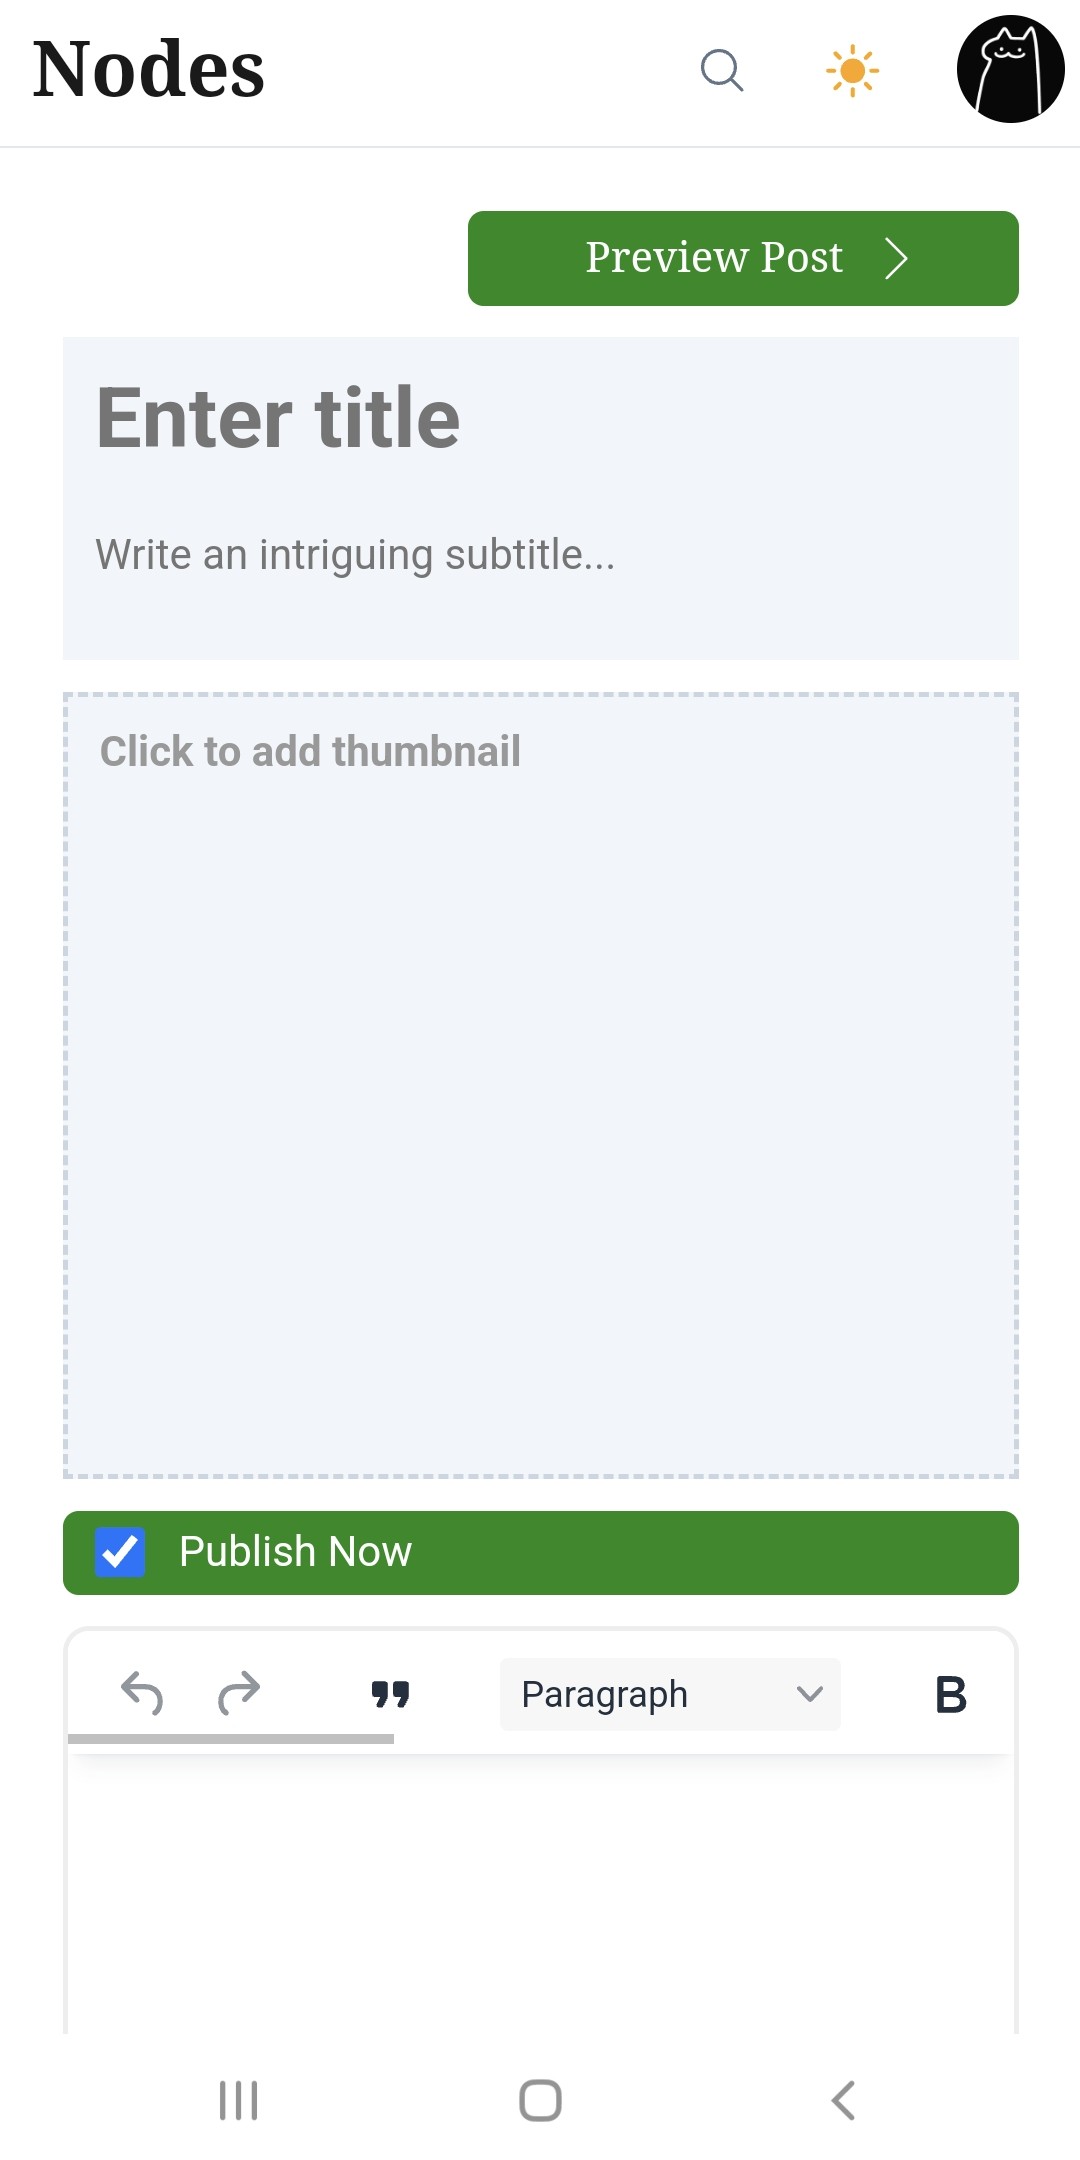 Nodes
Preview Post
Enter title
Write an intriguing subtitle...
Click to add thumbnail
Publish Now
Paragraph
B